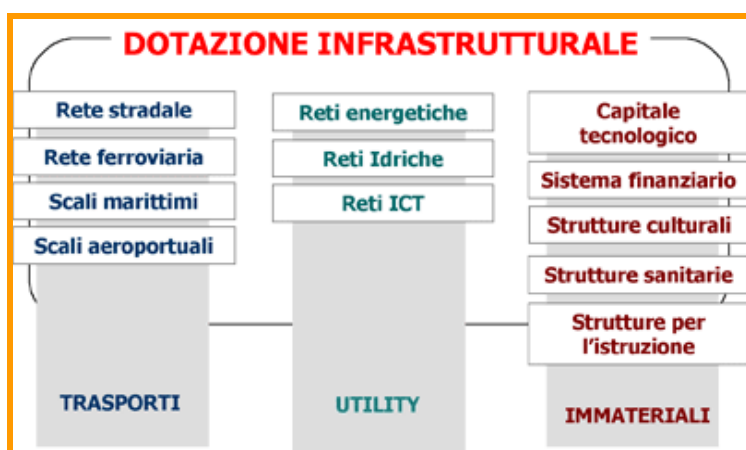 DOTAZIONE INFRASTRUTTURALE
Rete stradale
Rete ferroviaria
Scali marittimi
Scali aeroportuali
TRASPORTI
Reti energetiche
Reti Idriche
Reti ICT
UTILITY
Capitale
tecnologico
Sistema finanziario
Strutture culturali
Strutture sanitarie
Strutture per
l'istruzione
IMMATERIALI